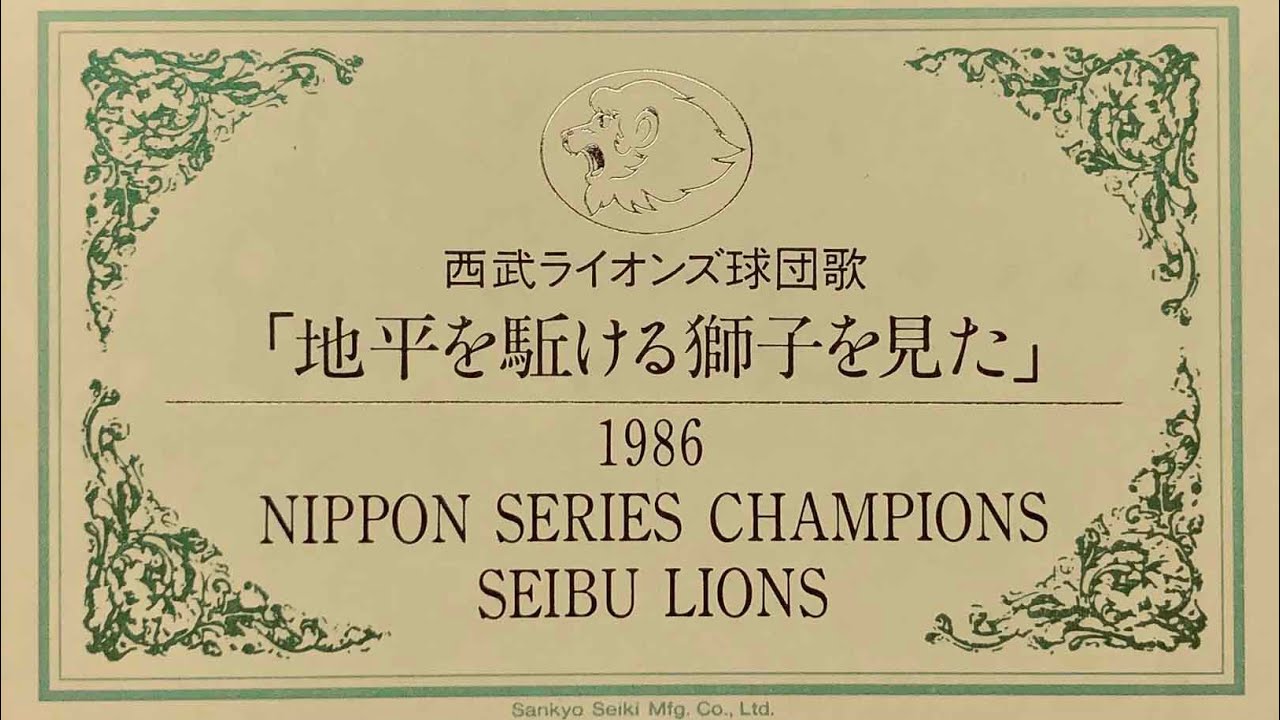 西武ライオンズ球団歌
「地平を駈ける獅子を見た」
1986
NIPPON SERIES CHAMPIONS
SEIBU LIONS
Sankyo Seiki Mfg. Co., Ltd.